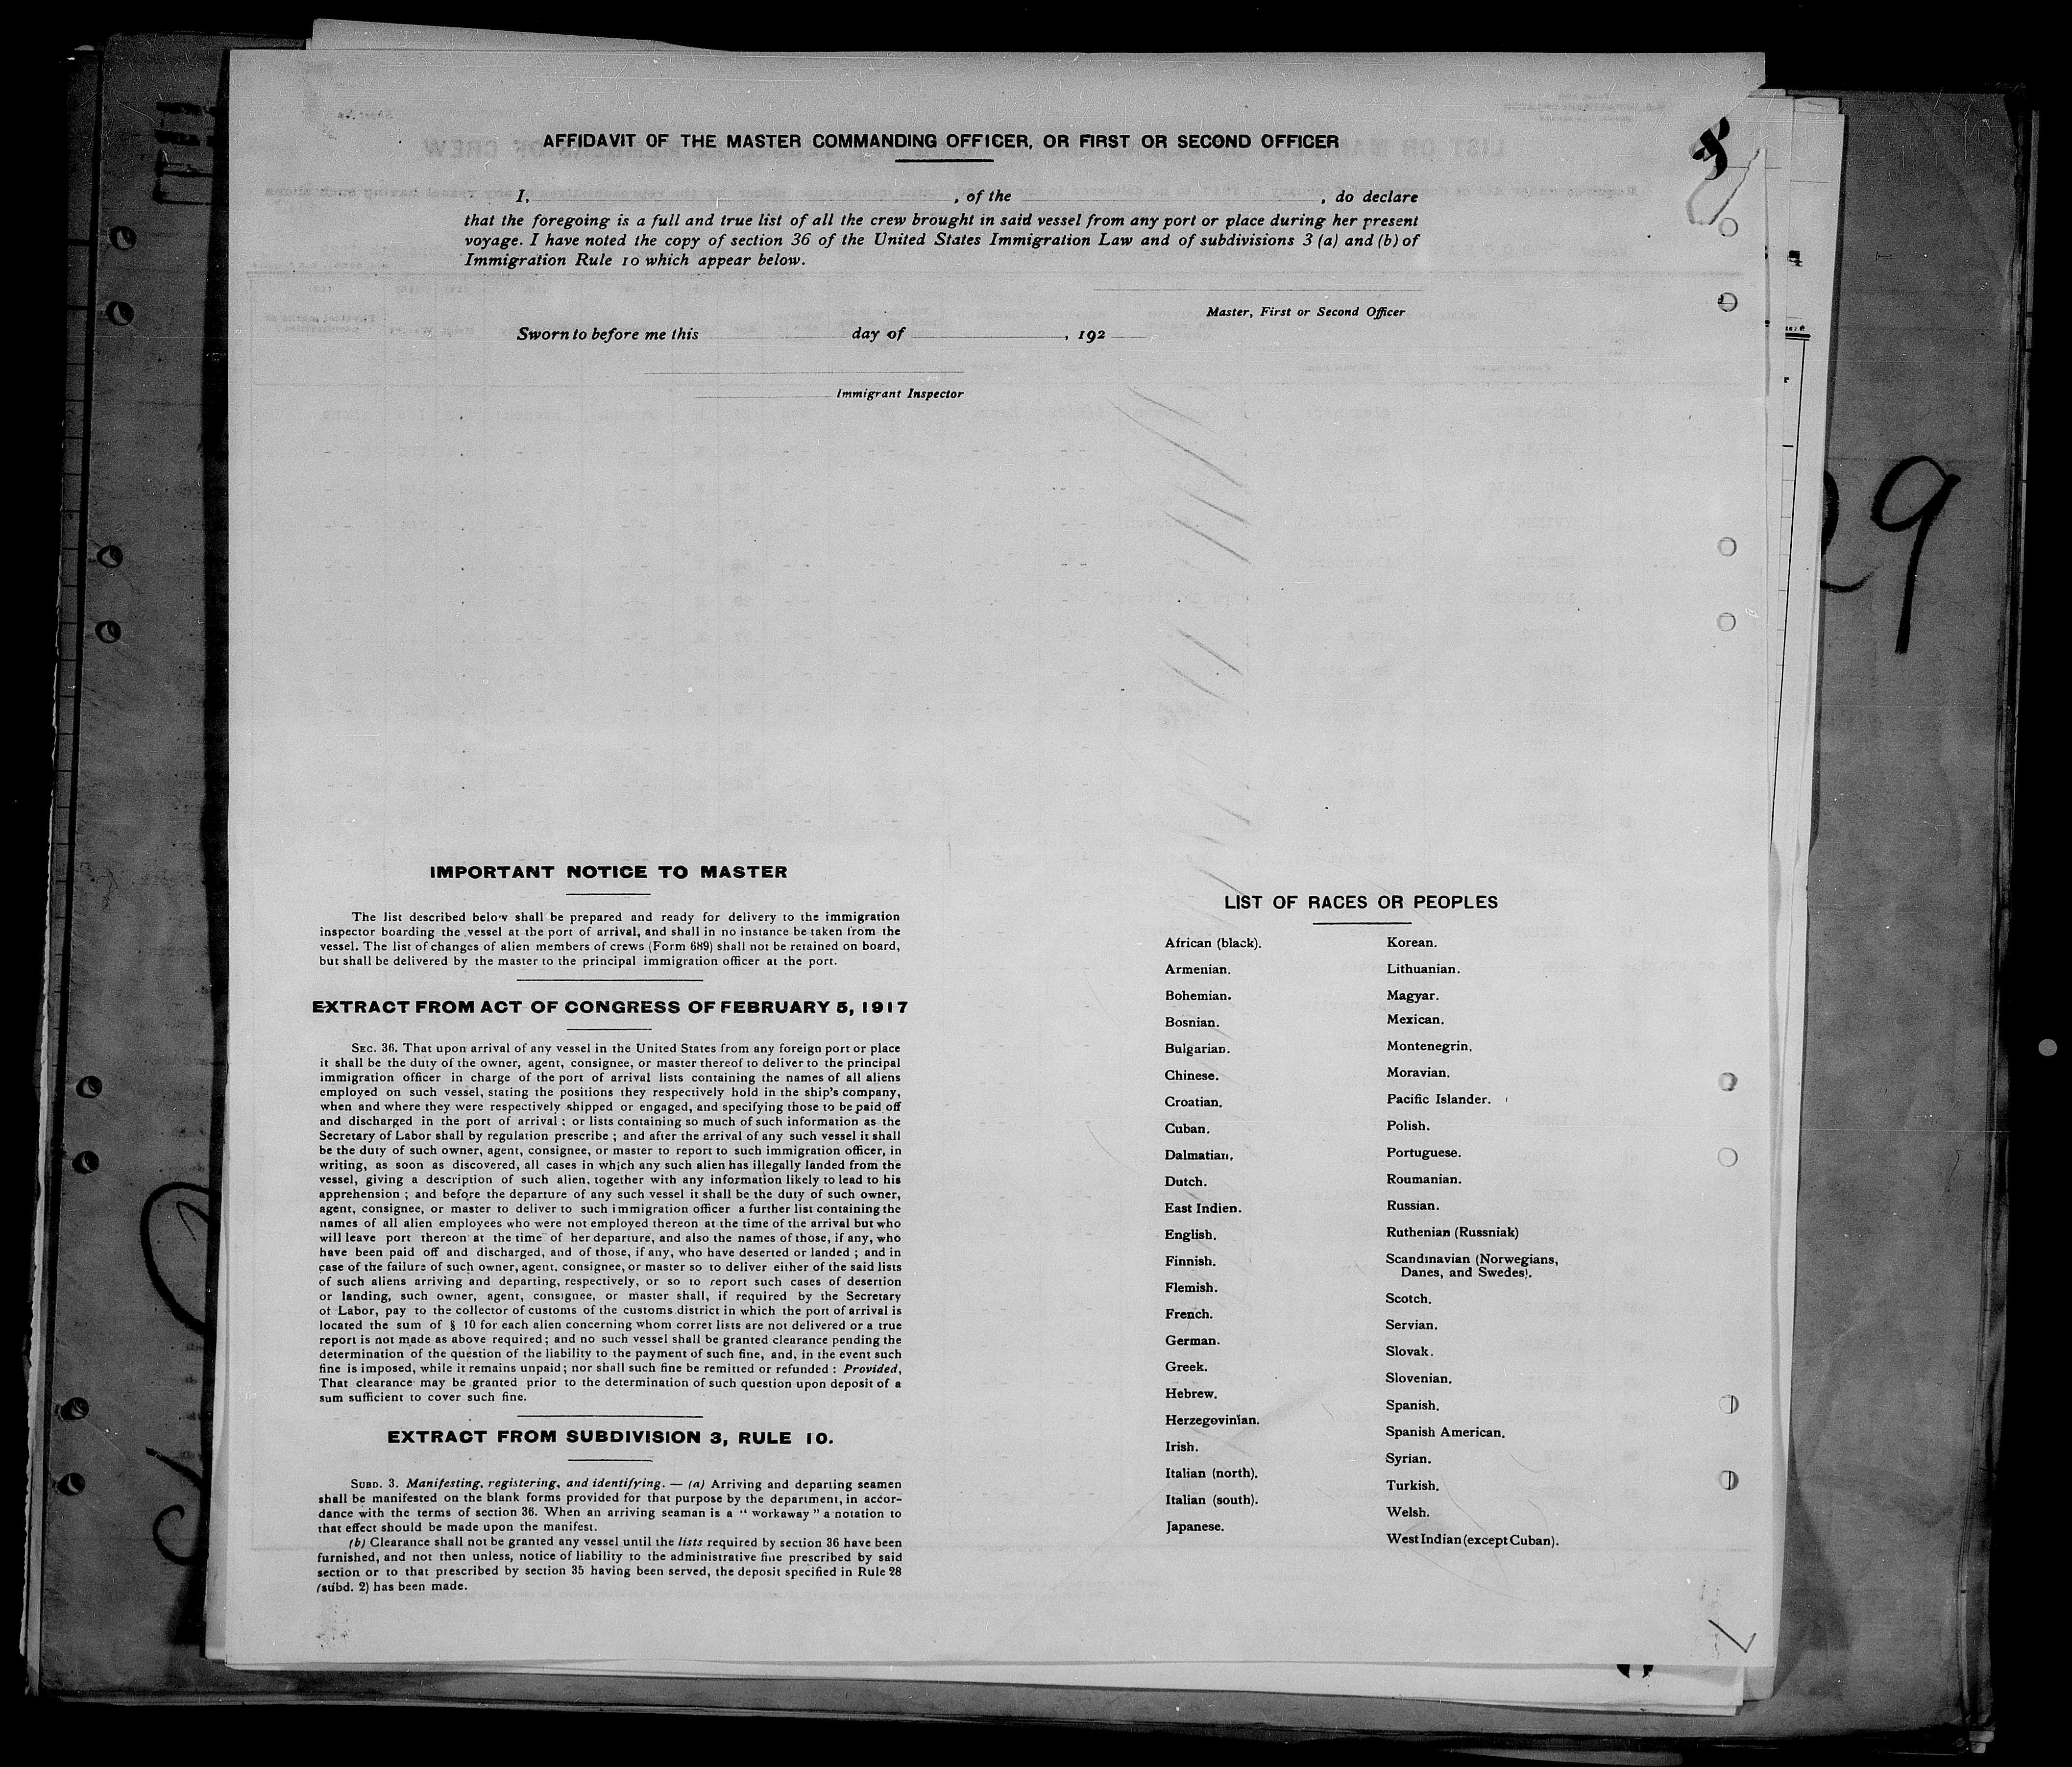 AFFIDAVIT OF THE MASTER COMMANDING OFFICER, OR FIRST OR SECOND OFFICER
I, , of the , do declare
that the foregoing is a full and true list of all the crew brought in said vessel from any port or place during her present
voyage. I have noted the copy of section 36 of the United States Immigration Law and of subdivisions 3 (a) and (b) of
Immigration Rule 10 which appear below.
Master, First or Second Officer
Sworn to before me this day of , 192
Immigrant Inspector
29
IMPORTANT NOTICE TO MASTER
The list described below shall be prepared and ready for delivery to the immigration
inspector boarding the vessel at the port of arrival, and shall in no instance be taken from the
vessel. The list of changes of alien members of crews (Form 689) shall not be retained on board,
but shall be delivered by the master to the principal immigration officer at the port.
EXTRACT FROM ACT OF CONGRESS OF FEBRUARY 5, 1917
SEC. 36. That upon arrival of any vessel in the United States from any foreign port or place
it shall be the duty of the owner, agent, consignee, or master thereof to deliver to the principal
immigration officer in charge of the port of arrival lists containing the names of all aliens
employed on such vessel, stating the positions they respectively hold in the ship's company,
when and where they were respectively shipped or engaged, and specifying those to be paid off
and discharged in the port of arrival ; or lists containing so much of such information as the
Secretary of Labor shall by regulation prescribe ; and after the arrival of any such vessel it shall
be the duty of such owner, agent, consignee, or master to report to such immigration officer, in
writing, as soon as discovered, all cases in which any such alien has illegally landed from the
vessel, giving a description of such alien, together with any information likely to lead to his
apprehension ; and before the departure of any such vessel it shall be the duty of such owner,
agent, consignee, or master to deliver to such immigration officer a further list containing the
names of all alien employees who were not employed thereon at the time of the arrival but who
will leave port thereon at the time of her departure, and also the names of those, if any, who
have been paid off and discharged, and of those, if any, who have deserted or landed ; and in
case of the failure of such owner, agent, consignee, or master so to deliver either of the said lists
of such aliens arriving and departing, respectively, or so to report such cases of desertion
or landing, such owner, agent, consignee, or master shall, if required by the Secretary
of Labor, pay to the collector of customs of the customs district in which the port of arrival is
located the sum of § 10 for each alien concerning whom corret lists are not delivered or a true
report is not made as above required ; and no such vessel shall be granted clearance pending the
determination of the question of the liability to the payment of such fine, and, in the event such
fine is imposed, while it remains unpaid ; nor shall such fine be remitted or refunded : Provided,
That clearance may be granted prior to the determination of such question upon deposit of a
sum sufficient to cover such fine.
EXTRACT FROM SUBDIVISION 3, RULE 10.
SUBD. 3. Manifesting, registering, and identifying. — (a) Arriving and departing seamen
shall be manifested on the blank forms provided for that purpose by the department, in accor-
dance with the terms of section 36. When an arriving seaman is a " workaway " a notation to
that effect should be made upon the manifest.
(b) Clearance shall not be granted any vessel until the lists required by section 36 have been
furnished, and not then unless, notice of liability to the administrative fine prescribed by said
section or to that prescribed by section 35 having been served, the deposit specified in Rule 28
(subd. 2) has been made.
LIST OF RACES OR PEOPLES
African (black).
Armenian.
Bohemian.
Bosnian.
Bulgarian.
Chinese.
Croatian.
Cuban.
Dalmatian.
Dutch.
East Indien.
English.
Finnish.
Flemish.
French.
German.
Greek.
Hebrew.
Herzegovinian.
Irish.
Italian (north).
Italian (south).
Japanese.
Korean.
Lithuanian.
Magyar.
Mexican.
Montenegrin.
Moravian.
Pacific Islander.
Polish.
Portuguese.
Roumanian.
Russian.
Ruthenian (Russniak)
Scandinavian (Norwegians,
Danes, and Swedes).
Scotch.
Servian.
Slovak.
Slovenian.
Spanish.
Spanish American.
Syrian.
Turkish.
Welsh.
West Indian (except Cuban).